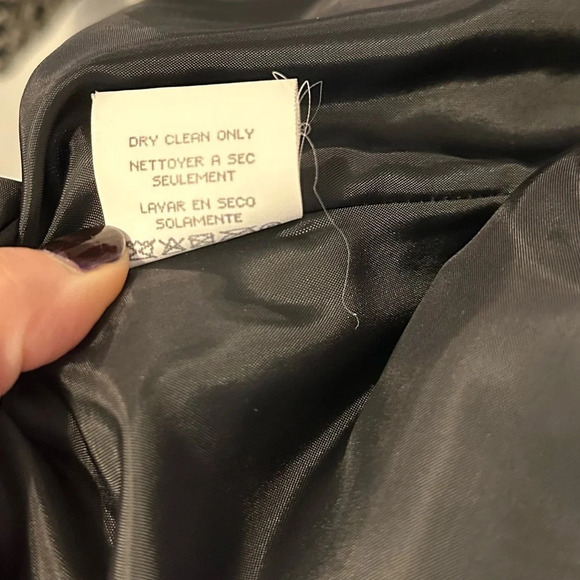 DRY CLEAN ONLY
NETTOYER A SEC
SEULEMENT
LAVAR EN SECO
SOLAMENTE